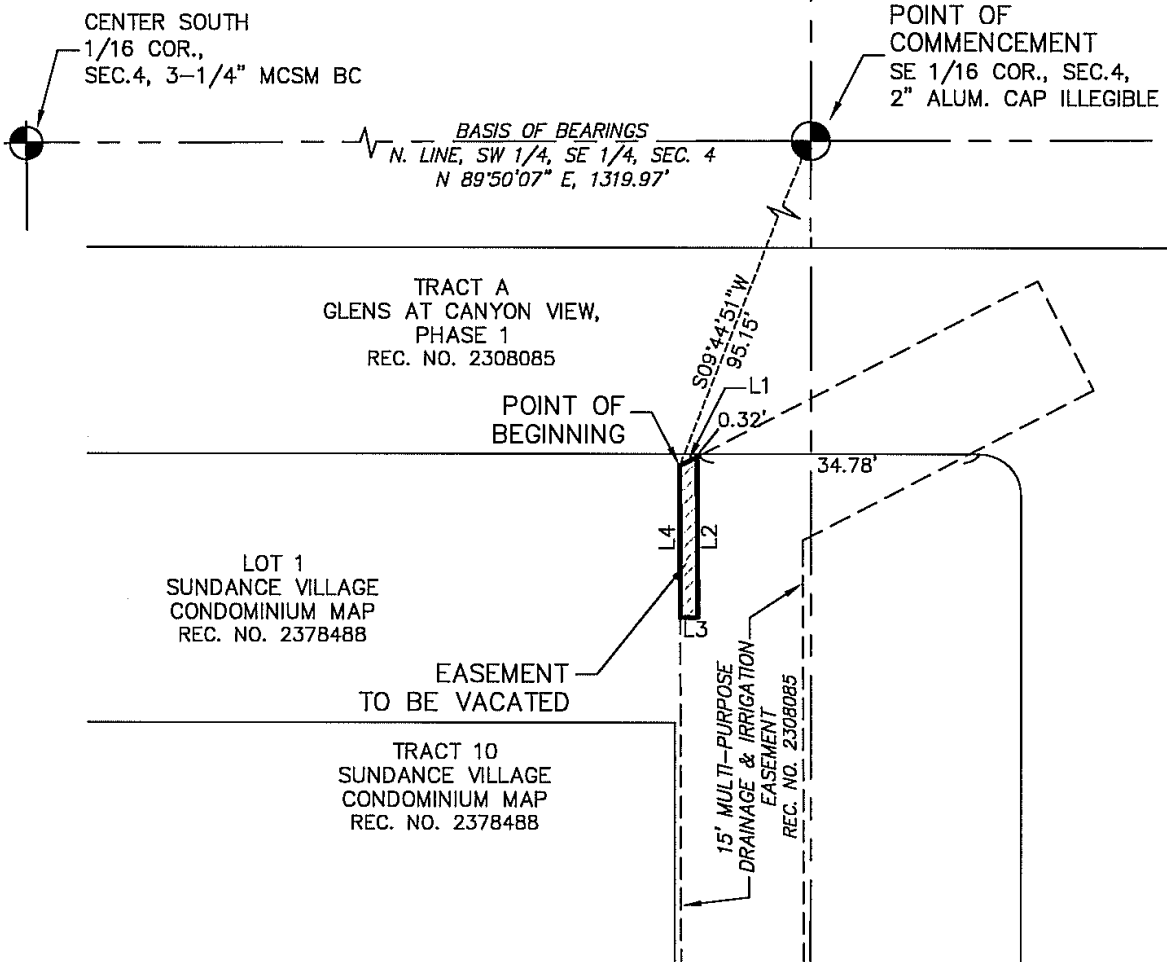 CENTER SOUTH
1/16 COR.,
SEC.4, 3-1/4" MCSM BC
POINT OF
COMMENCEMENT
SE 1/16 COR., SEC.4,
2" ALUM. CAP ILLEGIBLE
BASIS OF BEARINGS
N. LINE, SW 1/4, SE 1/4, SEC. 4
N 89°50'07" E, 1319.97'
TRACT A
GLENS AT CANYON VIEW,
PHASE 1
REC. NO. 2308085
S09°44'51"W
95.15'
L1
0.32'
POINT OF
BEGINNING
34.78'
L4
L2
L3
LOT 1
SUNDANCE VILLAGE
CONDOMINIUM MAP
REC. NO. 2378488
EASEMENT
TO BE VACATED
15' MULTI-PURPOSE
DRAINAGE & IRRIGATION
EASEMENT
REC. NO. 2308085
TRACT 10
SUNDANCE VILLAGE
CONDOMINIUM MAP
REC. NO. 2378488